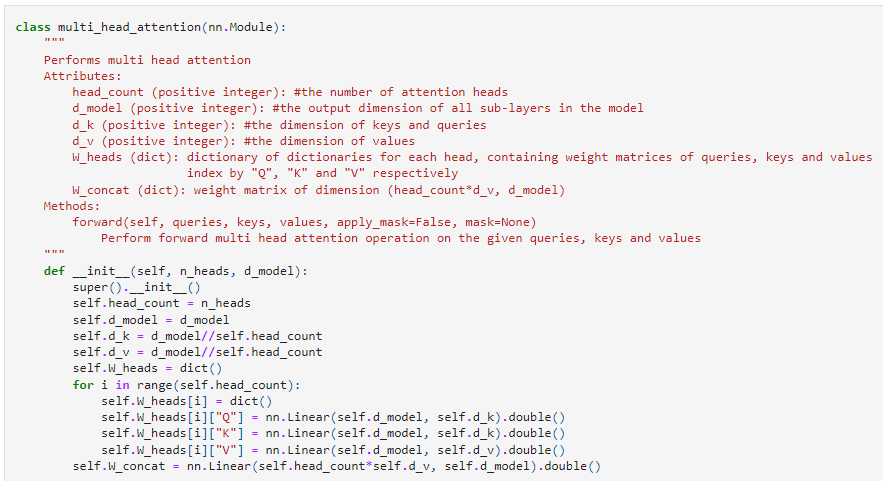 class multi_head_attention(nn.Module):
    """
    Performs multi head attention
    Attributes:
        head_count (positive integer): #the number of attention heads
        d_model (positive integer): #the output dimension of all sub-layers in the model
        d_k (positive integer): #the dimension of keys and queries
        d_v (positive integer): #the dimension of values
        W_heads (dict): dictionary of dictionaries for each head, containing weight matrices of queries, keys and values
                        index by "Q", "K" and "V" respectively
        W_concat (dict): weight matrix of dimension (head_count*d_v, d_model)
    Methods:
        forward(self, queries, keys, values, apply_mask=False, mask=None)
            Perform forward multi head attention operation on the given queries, keys and values
    """
    def __init__(self, n_heads, d_model):
        super().__init__()
        self.head_count = n_heads
        self.d_model = d_model
        self.d_k = d_model//self.head_count
        self.d_v = d_model//self.head_count
        self.W_heads = dict()
        for i in range(self.head_count):
            self.W_heads[i] = dict()
            self.W_heads[i]["Q"] = nn.Linear(self.d_model, self.d_k).double()
            self.W_heads[i]["K"] = nn.Linear(self.d_model, self.d_k).double()
            self.W_heads[i]["V"] = nn.Linear(self.d_model, self.d_v).double()
        self.W_concat = nn.Linear(self.head_count*self.d_v, self.d_model).double()